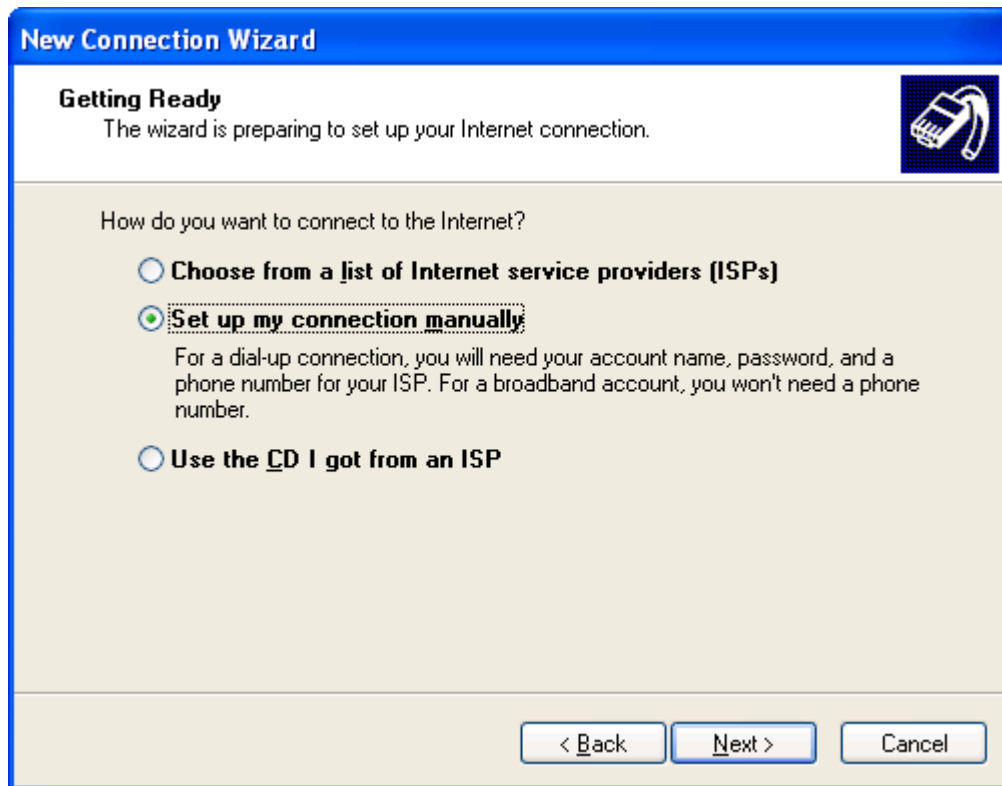 New Connection Wizard
Getting Ready
The wizard is preparing to set up your Internet connection.
How do you want to connect to the Internet?
Choose from a list of Internet service providers (ISPs)
Set up my connection manually
For a dial-up connection, you will need your account name, password, and a
phone number for your ISP. For a broadband account, you won't need a phone
number.
Use the CD I got from an ISP
< Back Next > Cancel